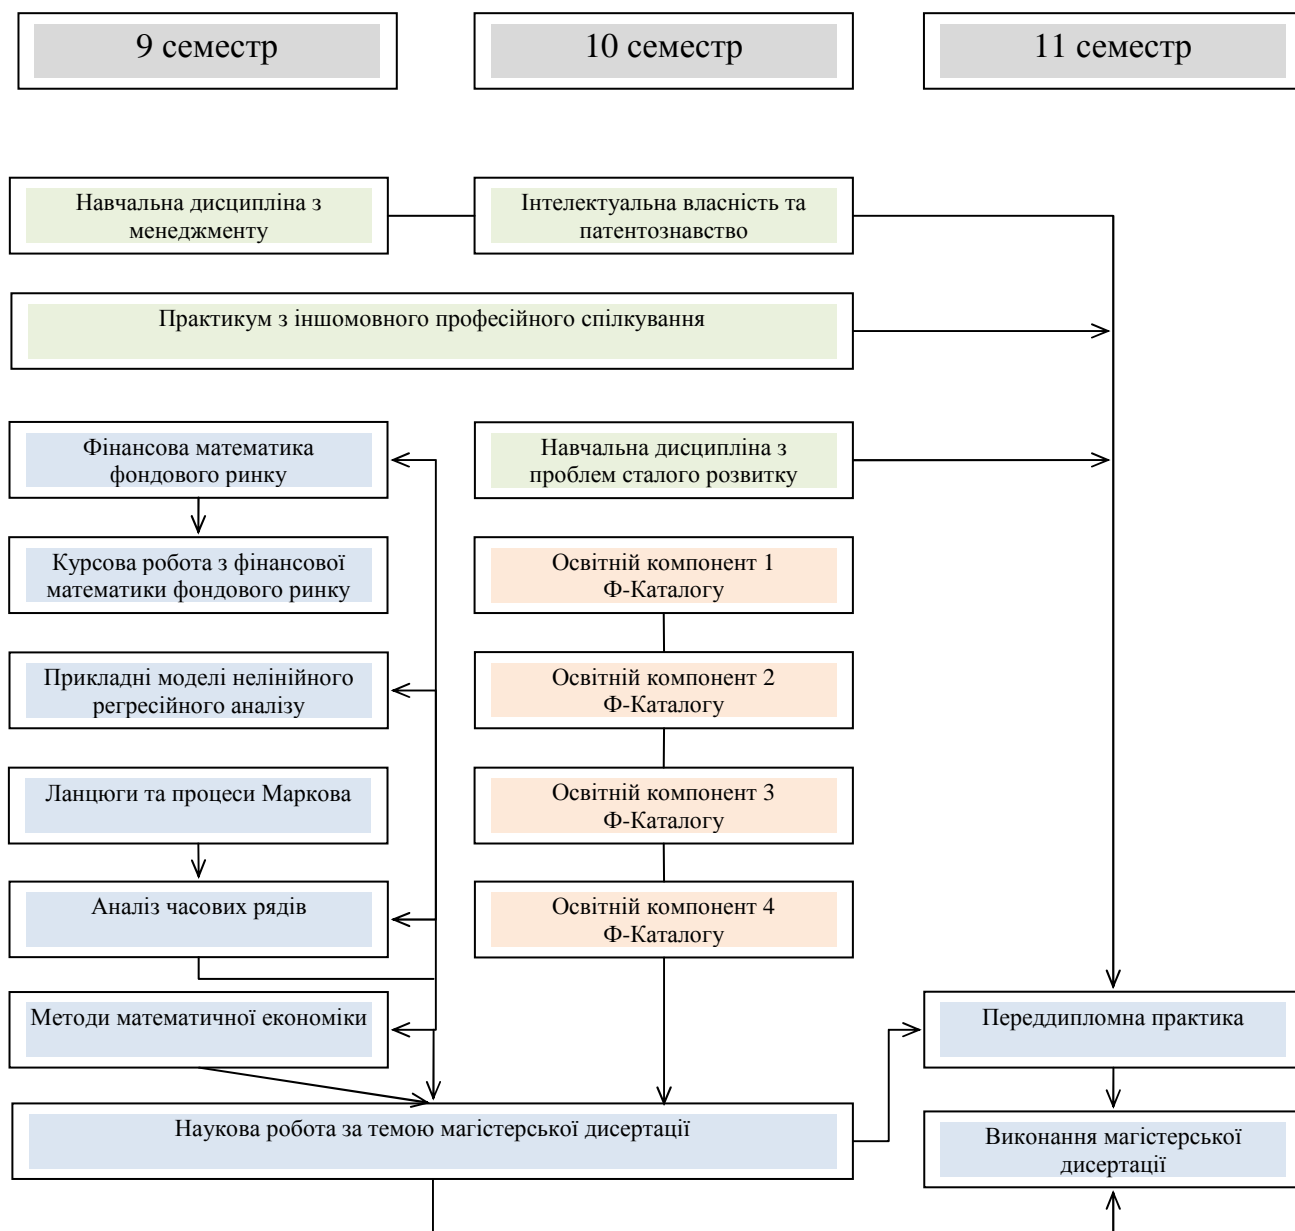 9 семестр
10 семестр
11 семестр
Навчальна дисципліна з
менеджменту
Інтелектуальна власність та
патентознавство
Практикум з іншомовного професійного спілкування
Фінансова математика
фондового ринку
Навчальна дисципліна з
проблем сталого розвитку
Курсова робота з фінансової
математики фондового ринку
Освітній компонент 1
Ф-Каталогу
Прикладні моделі нелінійного
регресійного аналізу
Освітній компонент 2
Ф-Каталогу
Ланцюги та процеси Маркова
Освітній компонент 3
Ф-Каталогу
Аналіз часових рядів
Освітній компонент 4
Ф-Каталогу
Методи математичної економіки
Переддипломна практика
Наукова робота за темою магістерської дисертації
Виконання магістерської
дисертації